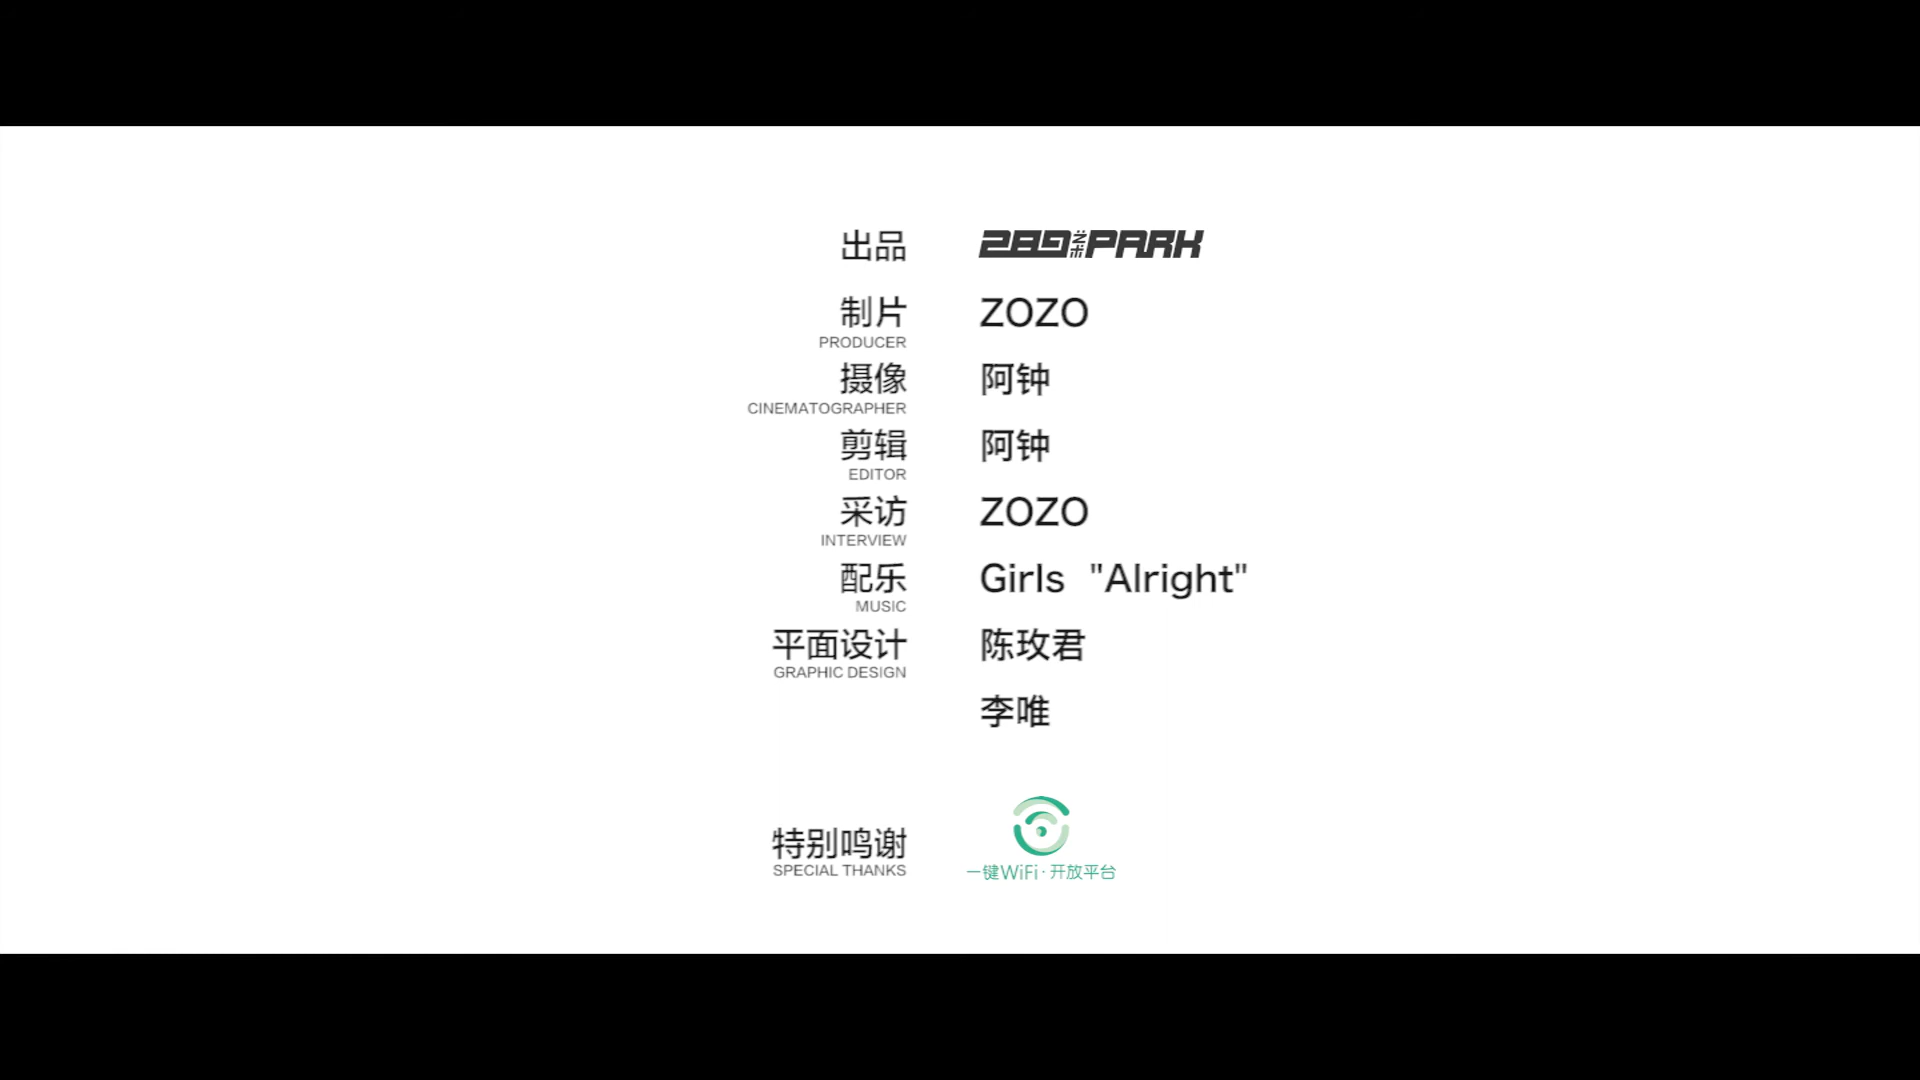 出品 289艺术PARK
制片 ZOZO
PRODUCER
摄像 阿钟
CINEMATOGRAPHER
剪辑 阿钟
EDITOR
采访 ZOZO
INTERVIEW
配乐 Girls "Alright"
MUSIC
平面设计 陈玫君
GRAPHIC DESIGN
李唯
特别鸣谢
SPECIAL THANKS
一键WiFi·开放平台